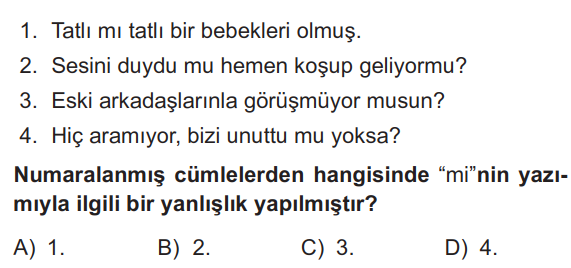 1. Tatlı mı tatlı bir bebekleri olmuş.
2. Sesini duydu mu hemen koşup geliyormu?
3. Eski arkadaşlarınla görüşmüyor musun?
4. Hiç aramıyor, bizi unuttu mu yoksa?
Numaralanmış cümlelerden hangisinde “mi”nin yazı-
mıyla ilgili bir yanlışlık yapılmıştır?
A) 1. B) 2. C) 3. D) 4.